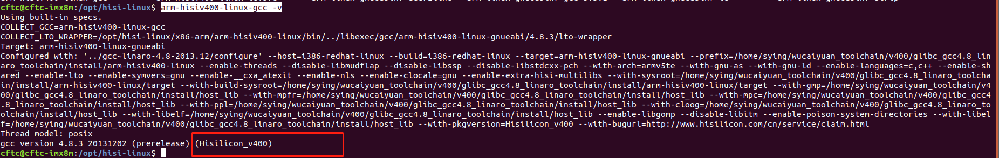 cftc@cftc-imx8m:/opt/hisi-linux$ arm-hisiv400-linux-gcc -v
Using built-in specs.
COLLECT_GCC=arm-hisiv400-linux-gcc
COLLECT_LTO_WRAPPER=/opt/hisi-linux/x86-arm/arm-hisiv400-linux/bin/../libexec/gcc/arm-hisiv400-linux-gnueabi/4.8.3/lto-wrapper
Target: arm-hisiv400-linux-gnueabi
Configured with: '../gcc~linaro-4.8-2013.12/configure' --host=i386-redhat-linux --build=i386-redhat-linux --target=arm-hisiv400-linux-gnueabi --prefix=/home/sying/wucaiyuan_toolchain/v400/glibc_gcc4.8_lin
aro_toolchain/install/arm-hisiv400-linux --enable-threads --disable-libmudflap --disable-libssp --disable-libstdcxx-pch --with-arch=armv5te --with-gnu-as --with-gnu-ld --enable-languages=c,c++ --enable-sh
ared --enable-lto --enable-symvers=gnu --enable-__cxa_atexit --enable-nls --enable-clocale=gnu --enable-extra-hisi-multilibs --with-sysroot=/home/sying/wucaiyuan_toolchain/v400/glibc_gcc4.8_linaro_toolcha
in/install/arm-hisiv400-linux/target --with-build-sysroot=/home/sying/wucaiyuan_toolchain/v400/glibc_gcc4.8_linaro_toolchain/install/arm-hisiv400-linux/target --with-gmp=/home/sying/wucaiyuan_toolchain/v4
00/glibc_gcc4.8_linaro_toolchain/install/host_lib --with-mpfr=/home/sying/wucaiyuan_toolchain/v400/glibc_gcc4.8_linaro_toolchain/install/host_lib --with-mpc=/home/sying/wucaiyuan_toolchain/v400/glibc_gcc4
.8_linaro_toolchain/install/host_lib --with-ppl=/home/sying/wucaiyuan_toolchain/v400/glibc_gcc4.8_linaro_toolchain/install/host_lib --with-cloog=/home/sying/wucaiyuan_toolchain/v400/glibc_gcc4.8_linaro_to
olchain/install/host_lib --with-libelf=/home/sying/wucaiyuan_toolchain/v400/glibc_gcc4.8_linaro_toolchain/install/host_lib --enable-libgomp --disable-libitm --enable-poison-system-directories --with-libel
f=/home/sying/wucaiyuan_toolchain/v400/glibc_gcc4.8_linaro_toolchain/install/host_lib --with-pkgversion=Hisilicon_v400 --with-bugurl=http://www.hisilicon.com/cn/service/claim.html
Thread model: posix
gcc version 4.8.3 20131202 (prerelease) (Hisilicon_v400)
cftc@cftc-imx8m:/opt/hisi-linux$